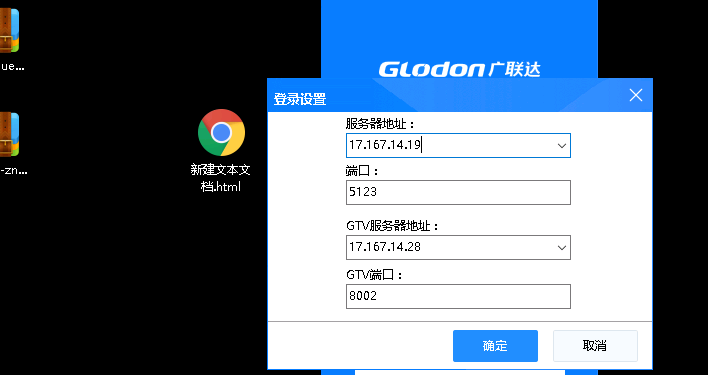 GLodon广联达
登录设置
服务器地址：
17.167.14.19
端口：
5123
GTV服务器地址：
17.167.14.28
GTV端口：
8002
确定
取消
ue...
-zn...
新建文本文
档.html